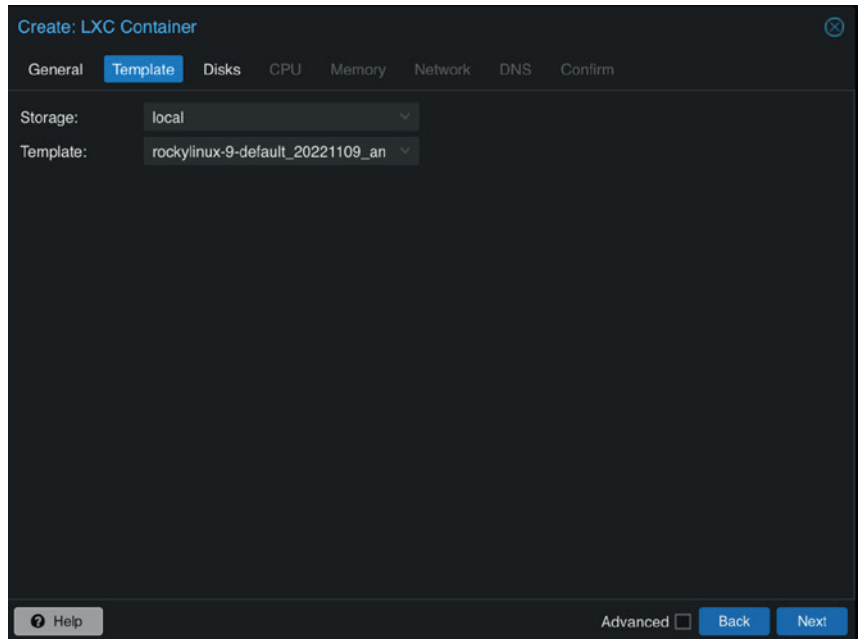 Create: LXC Container
General Template Disks CPU Memory Network DNS Confirm
Storage: local
Template: rockylinux-9-default_20221109_an
Help Advanced Back Next